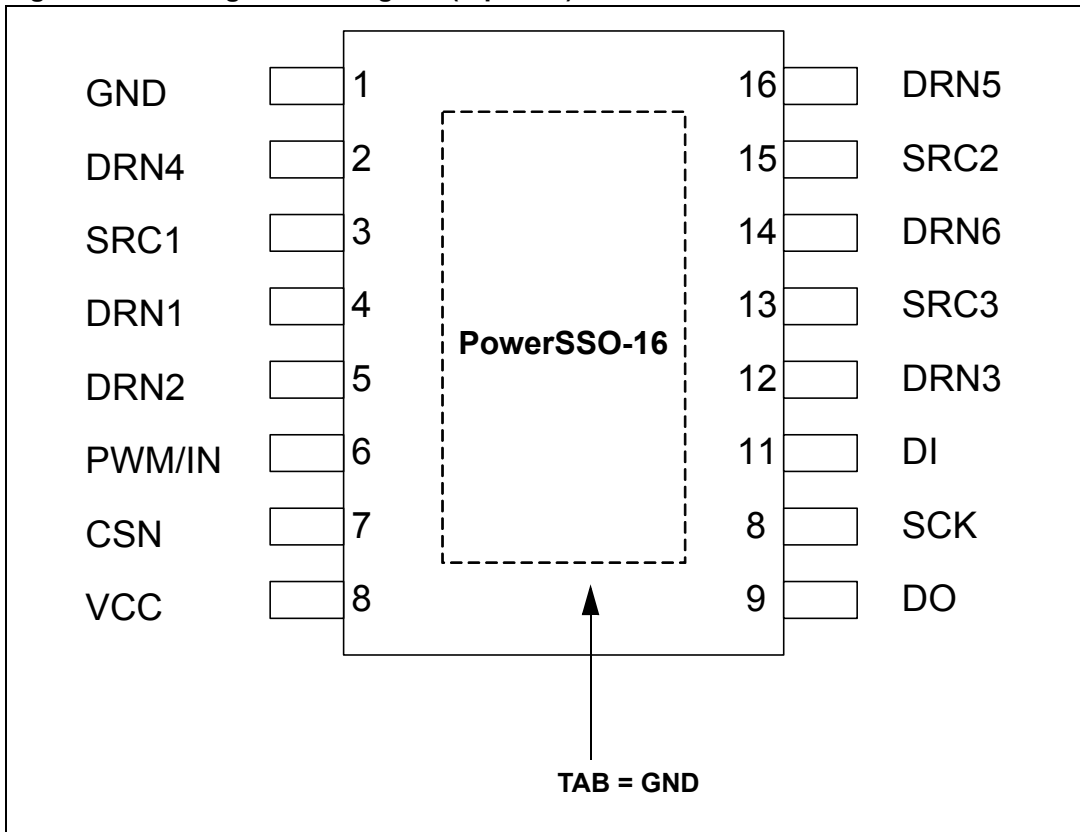 GND 1 16 DRN5
DRN4 2 15 SRC2
SRC1 3 14 DRN6
DRN1 4 13 SRC3
PowerSSO-16
DRN2 5 12 DRN3
PWM/IN 6 11 DI
CSN 7 8 SCK
VCC 8 9 DO
TAB = GND